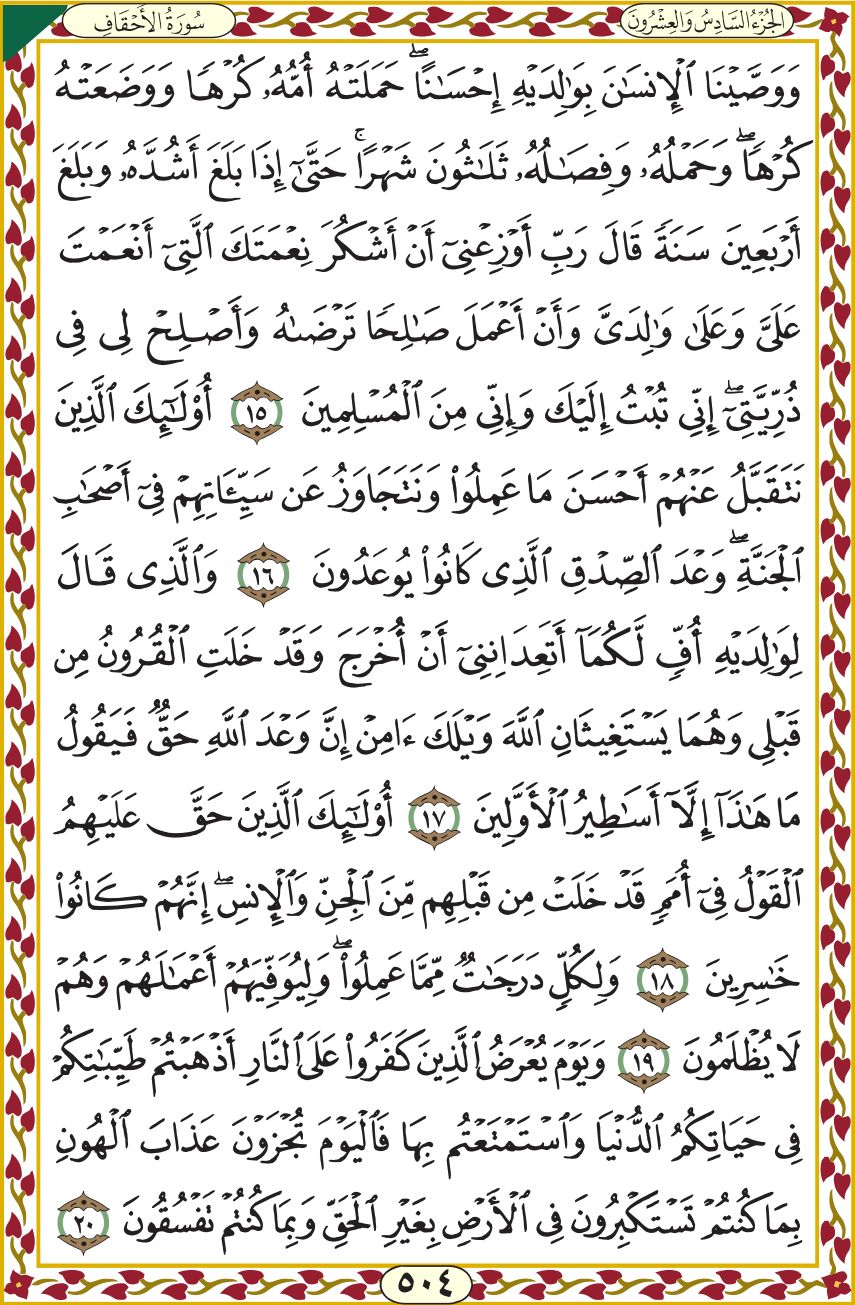 الجُزْءُ السَّادِسُ وَالعِشْرُونَ
سُورَةُ الأَحْقَافِ
وَوَصَّيْنَا ٱلْإِنسَٰنَ بِوَٰلِدَيْهِ إِحْسَٰنًاۖ حَمَلَتْهُ أُمُّهُۥ كُرْهًا وَوَضَعَتْهُ
كُرْهًاۖ وَحَمْلُهُۥ وَفِصَٰلُهُۥ ثَلَٰثُونَ شَهْرًاۚ حَتَّىٰٓ إِذَا بَلَغَ أَشُدَّهُۥ وَبَلَغَ
أَرْبَعِينَ سَنَةً قَالَ رَبِّ أَوْزِعْنِىٓ أَنْ أَشْكُرَ نِعْمَتَكَ ٱلَّتِىٓ أَنْعَمْتَ
عَلَىَّ وَعَلَىٰ وَٰلِدَىَّ وَأَنْ أَعْمَلَ صَٰلِحًا تَرْضَىٰهُ وَأَصْلِحْ لِى فِى
ذُرِّيَّتِىٓۖ إِنِّى تُبْتُ إِلَيْكَ وَإِنِّى مِنَ ٱلْمُسْلِمِينَ ١٥ أُو۟لَٰٓئِكَ ٱلَّذِينَ
نَتَقَبَّلُ عَنْهُمْ أَحْسَنَ مَا عَمِلُوا۟ وَنَتَجَاوَزُ عَن سَيِّـَٔاتِهِمْ فِىٓ أَصْحَٰبِ
ٱلْجَنَّةِۖ وَعْدَ ٱلصِّدْقِ ٱلَّذِى كَانُوا۟ يُوعَدُونَ ١٦ وَٱلَّذِى قَالَ
لِوَٰلِدَيْهِ أُفٍّ لَّكُمَآ أَتَعِدَانِنِىٓ أَنْ أُخْرَجَ وَقَدْ خَلَتِ ٱلْقُرُونُ مِن
قَبْلِى وَهُمَا يَسْتَغِيثَانِ ٱللَّهَ وَيْلَكَ ءَامِنْ إِنَّ وَعْدَ ٱللَّهِ حَقٌّ فَيَقُولُ
مَا هَٰذَآ إِلَّآ أَسَٰطِيرُ ٱلْأَوَّلِينَ ١٧ أُو۟لَٰٓئِكَ ٱلَّذِينَ حَقَّ عَلَيْهِمُ
ٱلْقَوْلُ فِىٓ أُمَمٍ قَدْ خَلَتْ مِن قَبْلِهِم مِّنَ ٱلْجِنِّ وَٱلْإِنسِۖ إِنَّهُمْ كَانُوا۟
خَٰسِرِينَ ١٨ وَلِكُلٍّ دَرَجَٰتٌ مِّمَّا عَمِلُوا۟ۖ وَلِيُوَفِّيَهُمْ أَعْمَٰلَهُمْ وَهُمْ
لَا يُظْلَمُونَ ١٩ وَيَوْمَ يُعْرَضُ ٱلَّذِينَ كَفَرُوا۟ عَلَى ٱلنَّارِ أَذْهَبْتُمْ طَيِّبَٰتِكُمْ
فِى حَيَاتِكُمُ ٱلدُّنْيَا وَٱسْتَمْتَعْتُم بِهَا فَٱلْيَوْمَ تُجْزَوْنَ عَذَابَ ٱلْهُونِ
بِمَا كُنتُمْ تَسْتَكْبِرُونَ فِى ٱلْأَرْضِ بِغَيْرِ ٱلْحَقِّ وَبِمَا كُنتُمْ تَفْسُقُونَ ٢٠
٥٠٤